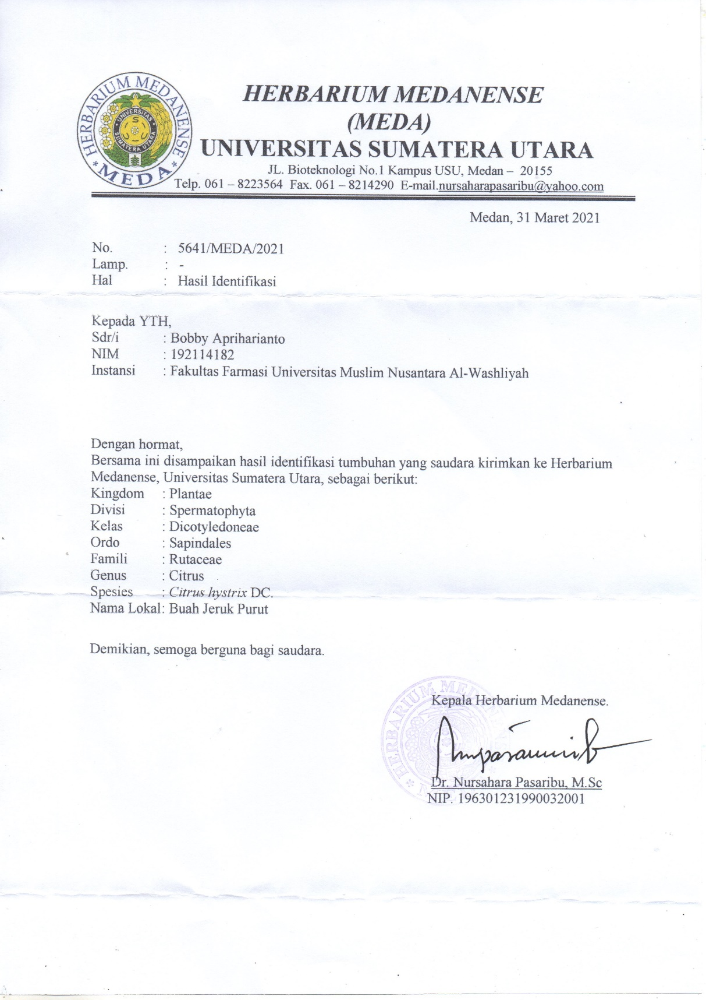 HERBARIUM MEDANENSE
(MEDA)
UNIVERSITAS SUMATERA UTARA
JL. Bioteknologi No.1 Kampus USU, Medan – 20155
Telp. 061 – 8223564 Fax. 061 – 8214290 E-mail.nursaharapasaribu@yahoo.com
HERBARIUM MEDANENSE
* MEDA *
UNIVERSITAS
SUMATERA UTARA
Medan, 31 Maret 2021
No. : 5641/MEDA/2021
Lamp. : -
Hal : Hasil Identifikasi
Kepada YTH,
Sdr/i : Bobby Apriharianto
NIM : 192114182
Instansi : Fakultas Farmasi Universitas Muslim Nusantara Al-Washliyah
Dengan hormat,
Bersama ini disampaikan hasil identifikasi tumbuhan yang saudara kirimkan ke Herbarium
Medanense, Universitas Sumatera Utara, sebagai berikut:
Kingdom : Plantae
Divisi : Spermatophyta
Kelas : Dicotyledoneae
Ordo : Sapindales
Famili : Rutaceae
Genus : Citrus
Spesies : Citrus hystrix DC.
Nama Lokal: Buah Jeruk Purut
Demikian, semoga berguna bagi saudara.
Kepala Herbarium Medanense.
HERBARIUM MEDANENSE
Dr. Nursahara Pasaribu, M.Sc
NIP. 196301231990032001